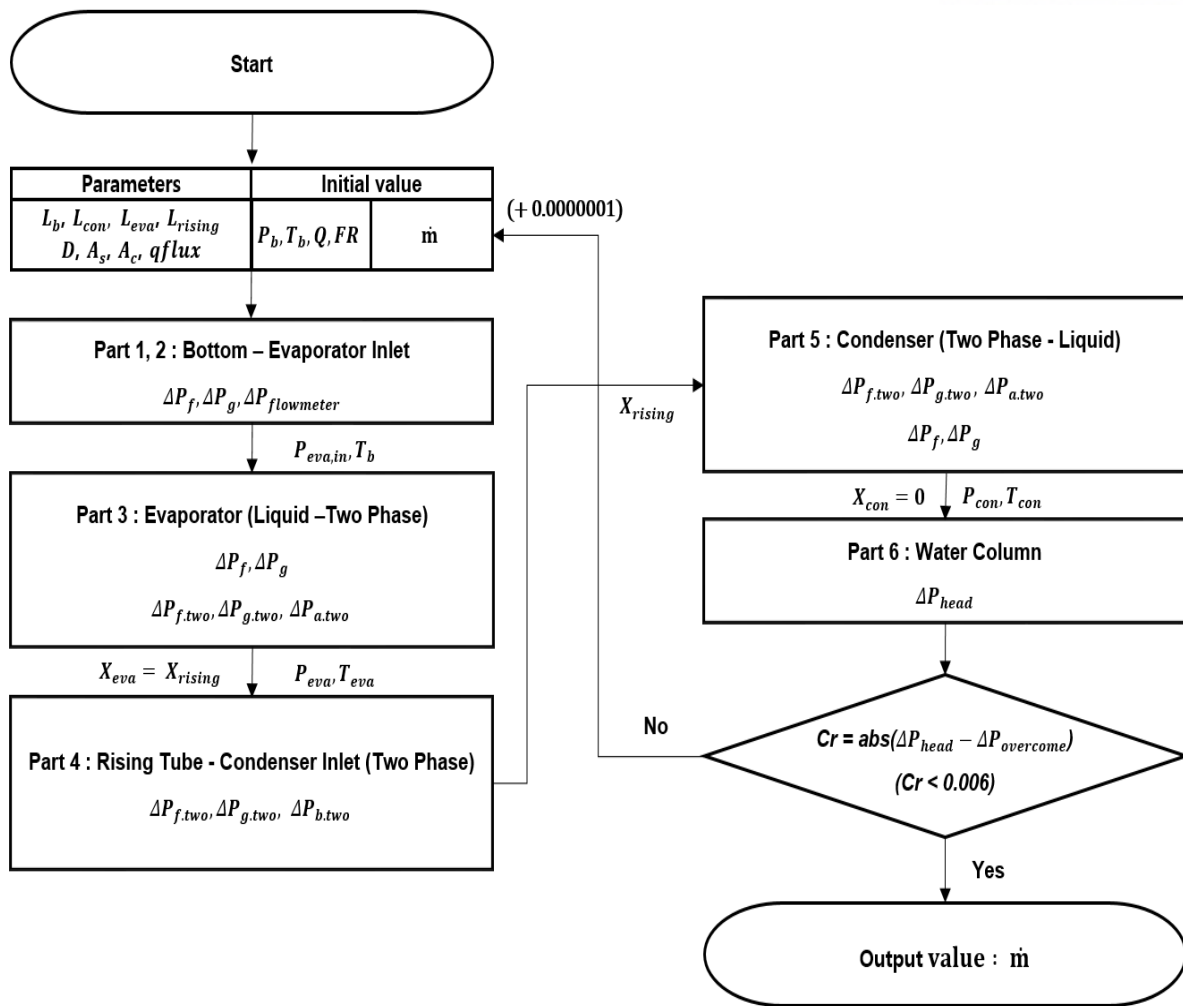 Start
Parameters
Initial value
L_b, L_con, L_eva, L_rising
D, A_s, A_c, qflux
P_b, T_b, Q, FR
ṁ
(+ 0.0000001)
Part 1, 2 : Bottom – Evaporator Inlet
ΔP_f, ΔP_g, ΔP_flowmeter
P_eva,in, T_b
Part 3 : Evaporator (Liquid –Two Phase)
ΔP_f, ΔP_g
ΔP_f.two, ΔP_g.two, ΔP_a.two
X_eva = X_rising
P_eva, T_eva
Part 4 : Rising Tube - Condenser Inlet (Two Phase)
ΔP_f.two, ΔP_g.two, ΔP_b.two
X_rising
Part 5 : Condenser (Two Phase - Liquid)
ΔP_f.two, ΔP_g.two, ΔP_a.two
ΔP_f, ΔP_g
X_con = 0
P_con, T_con
Part 6 : Water Column
ΔP_head
No
Cr = abs(ΔP_head – ΔP_overcome)
(Cr < 0.006)
Yes
Output value : ṁ